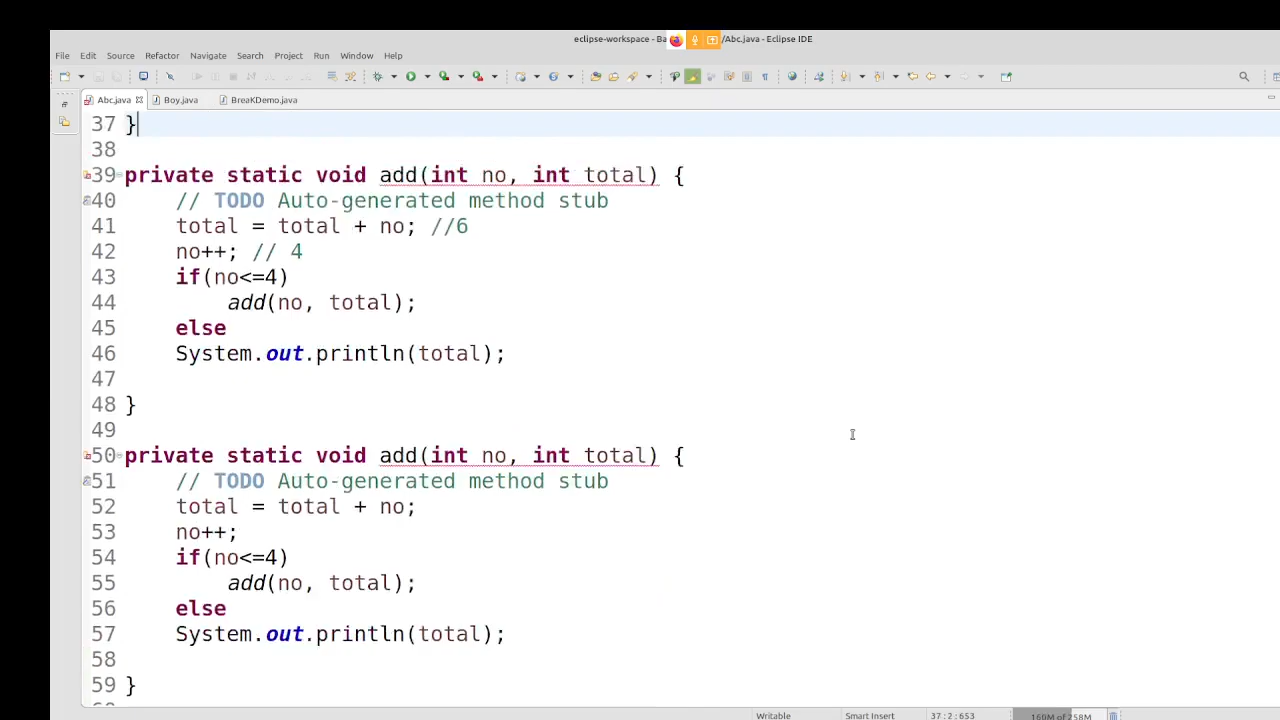 eclipse-workspace - Ba /Abc.java - Eclipse IDE
File Edit Source Refactor Navigate Search Project Run Window Help
Abc.java Boy.java BreaKDemo.java
37 }
38
39 private static void add(int no, int total) {
40 // TODO Auto-generated method stub
41 total = total + no; //6
42 no++; // 4
43 if(no<=4)
44 add(no, total);
45 else
46 System.out.println(total);
47
48 }
49
50 private static void add(int no, int total) {
51 // TODO Auto-generated method stub
52 total = total + no;
53 no++;
54 if(no<=4)
55 add(no, total);
56 else
57 System.out.println(total);
58
59 }
Writable Smart Insert 37:2:653 160M of 258M